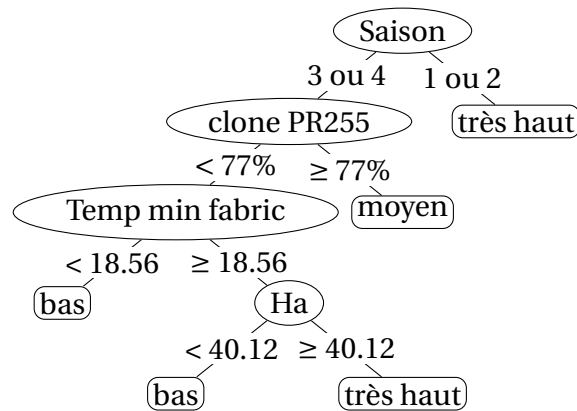 Saison
3 ou 4 1 ou 2
clone PR255 très haut
< 77% ≥ 77%
Temp min fabric moyen
< 18.56 ≥ 18.56
bas Ha
< 40.12 ≥ 40.12
bas très haut